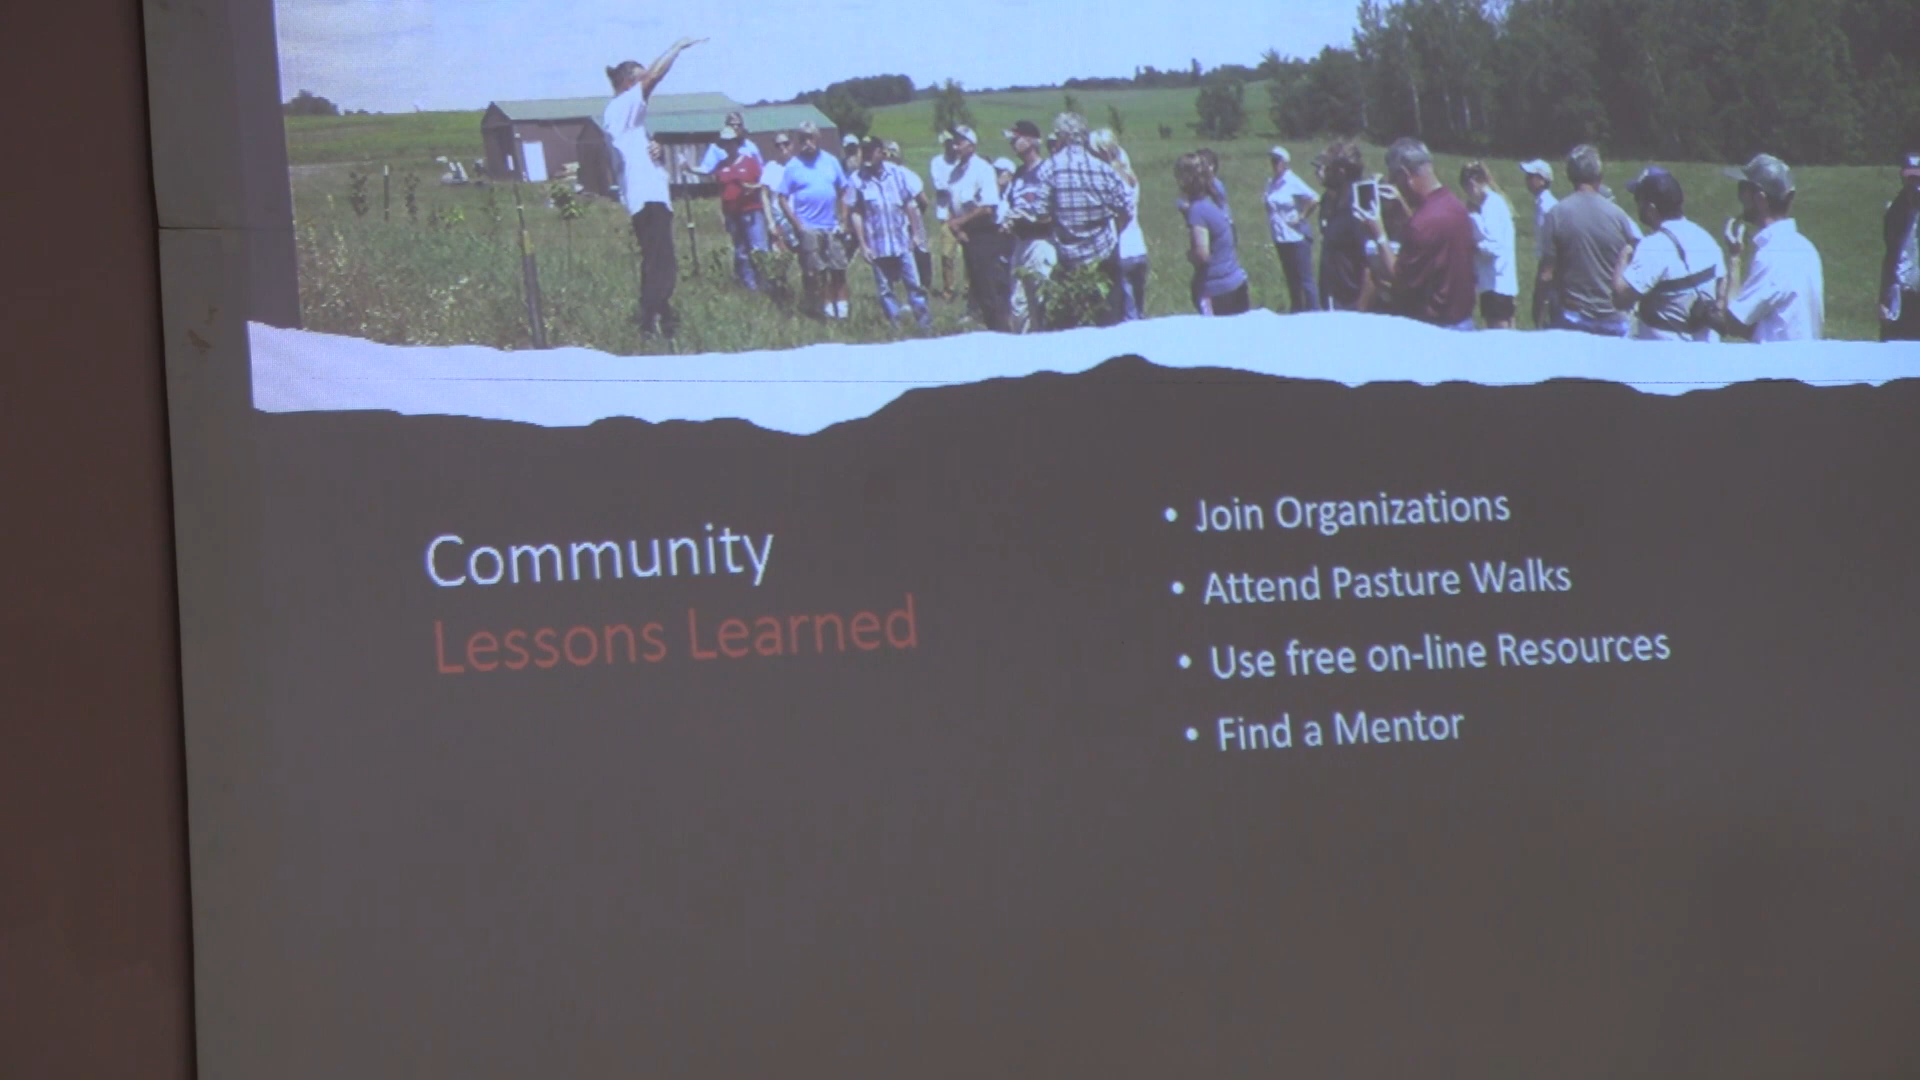 Community
Lessons Learned
• Join Organizations
• Attend Pasture Walks
• Use free on-line Resources
• Find a Mentor